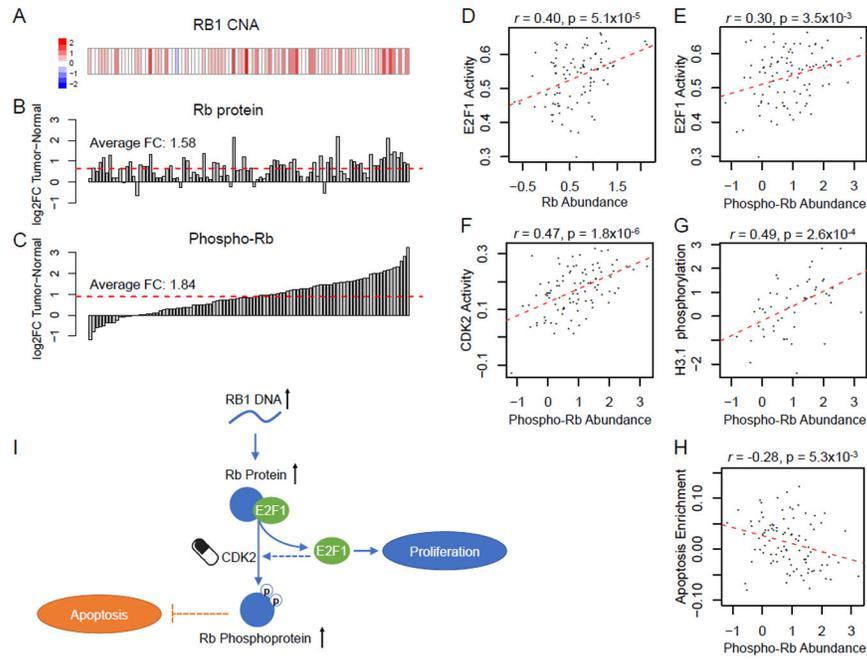 A
RB1 CNA
2
1
0
−1
−2
B
Rb protein
log2FC Tumor−Normal
3
2
1
0
−1
Average FC: 1.58
C
Phospho-Rb
log2FC Tumor−Normal
3
2
1
0
−1
Average FC: 1.84
D
r = 0.40, p = 5.1x10-5
E2F1 Activity
0.6
0.5
0.4
0.3
−0.5 0.5 1.5
Rb Abundance
E
r = 0.30, p = 3.5x10-3
E2F1 Activity
0.6
0.5
0.4
0.3
−1 0 1 2 3
Phospho-Rb Abundance
F
r = 0.47, p = 1.8x10-6
CDK2 Activity
0.3
0.1
−0.1
−1 0 1 2 3
Phospho-Rb Abundance
G
r = 0.49, p = 2.6x10-4
H3.1 phosphorylation
3
2
0
−2
−1 0 1 2 3
Phospho-Rb Abundance
H
r = -0.28, p = 5.3x10-3
Apoptosis Enrichment
0.10
0.00
−0.10
−1 0 1 2 3
Phospho-Rb Abundance
I
RB1 DNA
Rb Protein
E2F1
CDK2
E2F1
Proliferation
P
P
Apoptosis
Rb Phosphoprotein